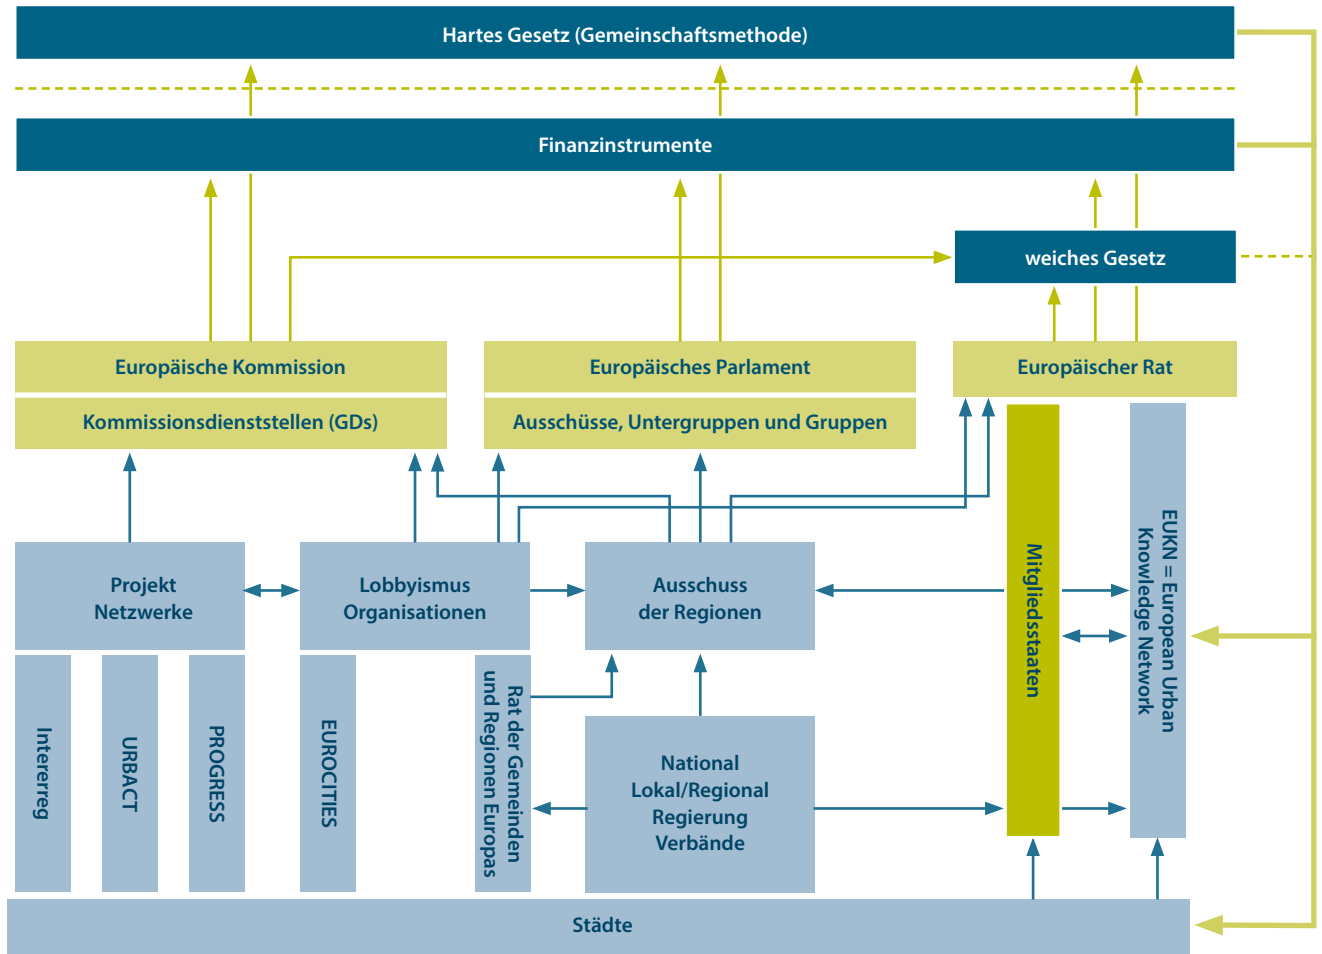 Hartes Gesetz (Gemeinschaftsmethode)
Finanzinstrumente
weiches Gesetz
Europäische Kommission
Kommissionsdienststellen (GDs)
Europäisches Parlament
Ausschüsse, Untergruppen und Gruppen
Europäischer Rat
Projekt
Netzwerke
Lobbyismus
Organisationen
Ausschuss
der Regionen
Mitgliedsstaaten
EUKN = European Urban
Knowledge Network
Intererreg
URBACT
PROGRESS
EUROCITIES
Rat der Gemeinden
und Regionen Europas
National
Lokal/Regional
Regierung
Verbände
Städte